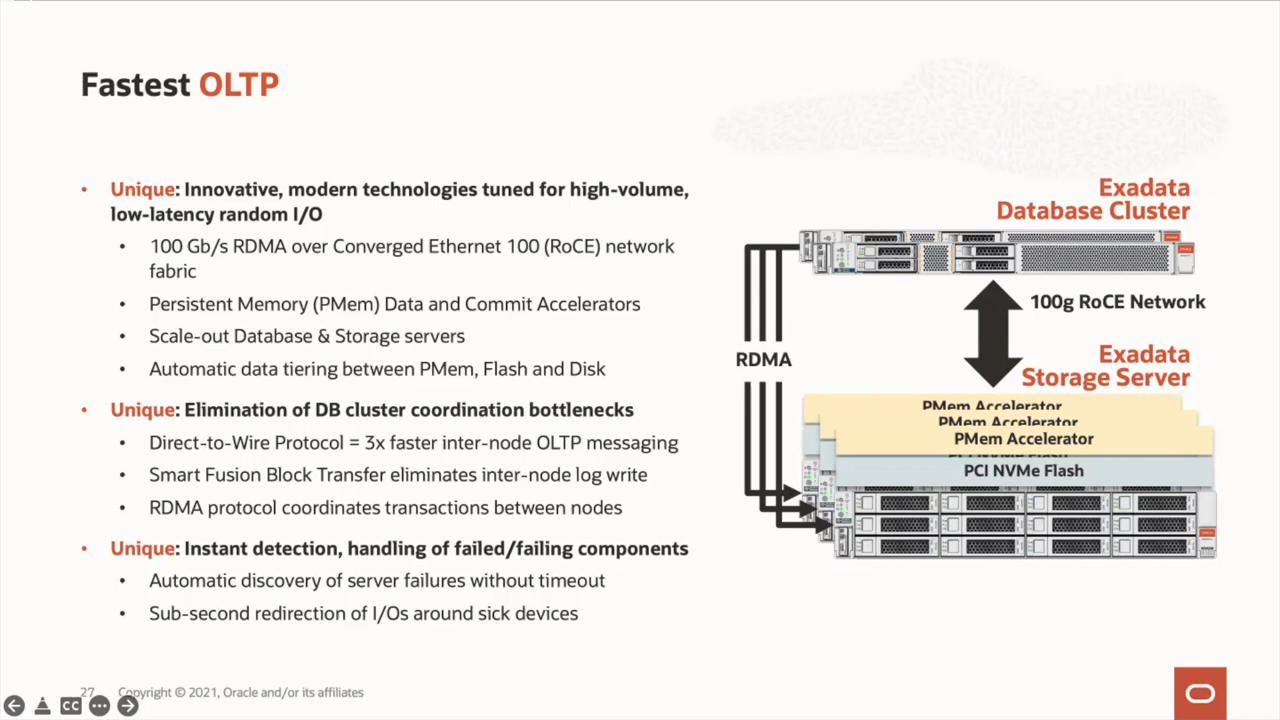 Fastest OLTP
• Unique: Innovative, modern technologies tuned for high-volume,
low-latency random I/O
• 100 Gb/s RDMA over Converged Ethernet 100 (RoCE) network
fabric
• Persistent Memory (PMem) Data and Commit Accelerators
• Scale-out Database & Storage servers
• Automatic data tiering between PMem, Flash and Disk
• Unique: Elimination of DB cluster coordination bottlenecks
• Direct-to-Wire Protocol = 3x faster inter-node OLTP messaging
• Smart Fusion Block Transfer eliminates inter-node log write
• RDMA protocol coordinates transactions between nodes
• Unique: Instant detection, handling of failed/failing components
• Automatic discovery of server failures without timeout
• Sub-second redirection of I/Os around sick devices
Exadata
Database Cluster
100g RoCE Network
RDMA
Exadata
Storage Server
PMem Accelerator
PMem Accelerator
PMem Accelerator
PCI NVMe Flash
PCI NVMe Flash
27 Copyright © 2021, Oracle and/or its affiliates
CC